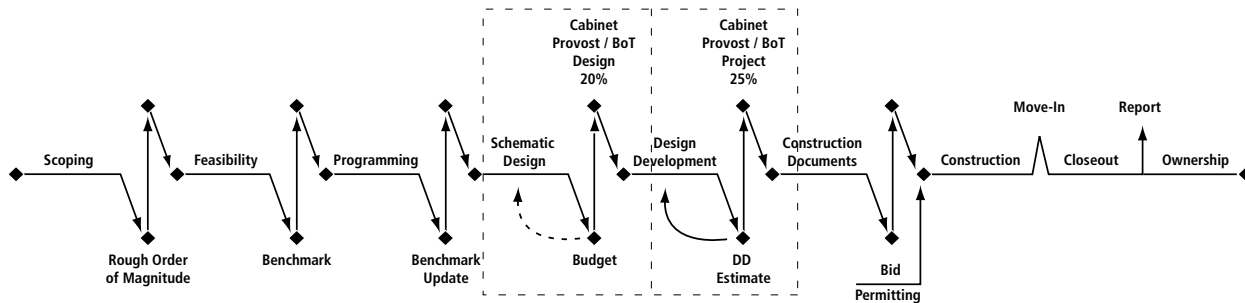 Cabinet
Provost / BoT
Design
20%
Cabinet
Provost / BoT
Project
25%
Scoping
Feasibility
Programming
Schematic
Design
Design
Development
Construction
Documents
Construction
Move-In
Closeout
Report
Ownership
Rough Order
of Magnitude
Benchmark
Benchmark
Update
Budget
DD
Estimate
Bid
Permitting